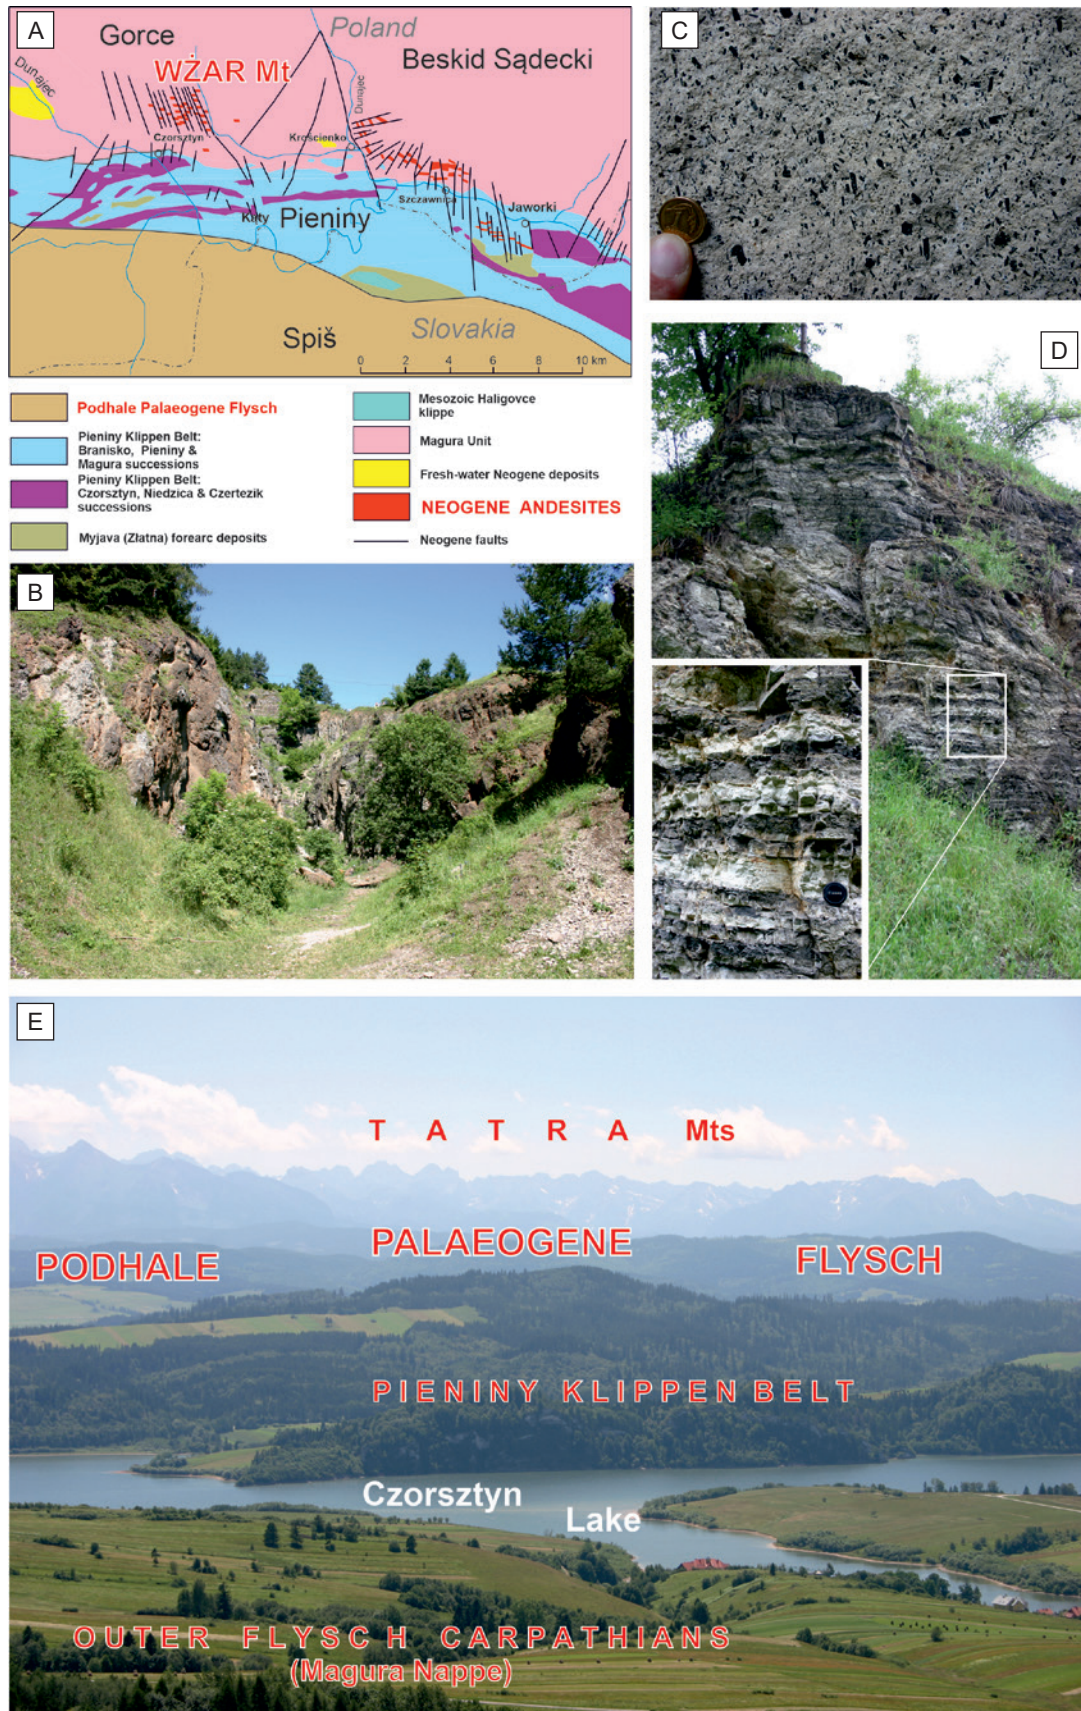 A
Gorce
Poland
Beskid Sądecki
WŻAR Mt
Dunajec
Dunajec
Czorsztyn
Krościenko
Szczawnica
Jaworki
Kąty
Pieniny
Spiš
Slovakia
0 2 4 6 8 10 km
Podhale Palaeogene Flysch
Pieniny Klippen Belt:
Branisko, Pieniny &
Magura successions
Pieniny Klippen Belt:
Czorsztyn, Niedzica & Czertezik
successions
Myjava (Złatna) forearc deposits
Mesozoic Haligovce
klippe
Magura Unit
Fresh-water Neogene deposits
NEOGENE ANDESITES
Neogene faults
B
C
D
E
TATRA Mts
PODHALE PALAEOGENE FLYSCH
PIENINY KLIPPEN BELT
Czorsztyn
Lake
OUTER FLYSCH CARPATHIANS
(Magura Nappe)